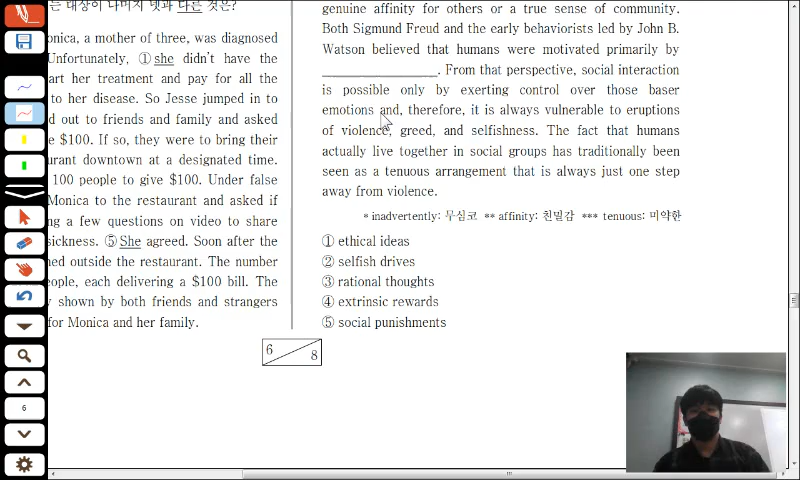 는 대상이 나머지 넷과 다른 것은?
onica, a mother of three, was diagnosed
Unfortunately, ① she didn't have the
art her treatment and pay for all the
to her disease. So Jesse jumped in to
d out to friends and family and asked
e $100. If so, they were to bring their
urant downtown at a designated time.
100 people to give $100. Under false
Monica to the restaurant and asked if
ng a few questions on video to share
sickness. ⑤ She agreed. Soon after the
ned outside the restaurant. The number
eople, each delivering a $100 bill. The
y shown by both friends and strangers
for Monica and her family.
genuine affinity for others or a true sense of community.
Both Sigmund Freud and the early behaviorists led by John B.
Watson believed that humans were motivated primarily by
____________________. From that perspective, social interaction
is possible only by exerting control over those baser
emotions and, therefore, it is always vulnerable to eruptions
of violence, greed, and selfishness. The fact that humans
actually live together in social groups has traditionally been
seen as a tenuous arrangement that is always just one step
away from violence.
* inadvertently: 무심코 ** affinity: 친밀감 *** tenuous: 미약한
① ethical ideas
② selfish drives
③ rational thoughts
④ extrinsic rewards
⑤ social punishments
6 8
6